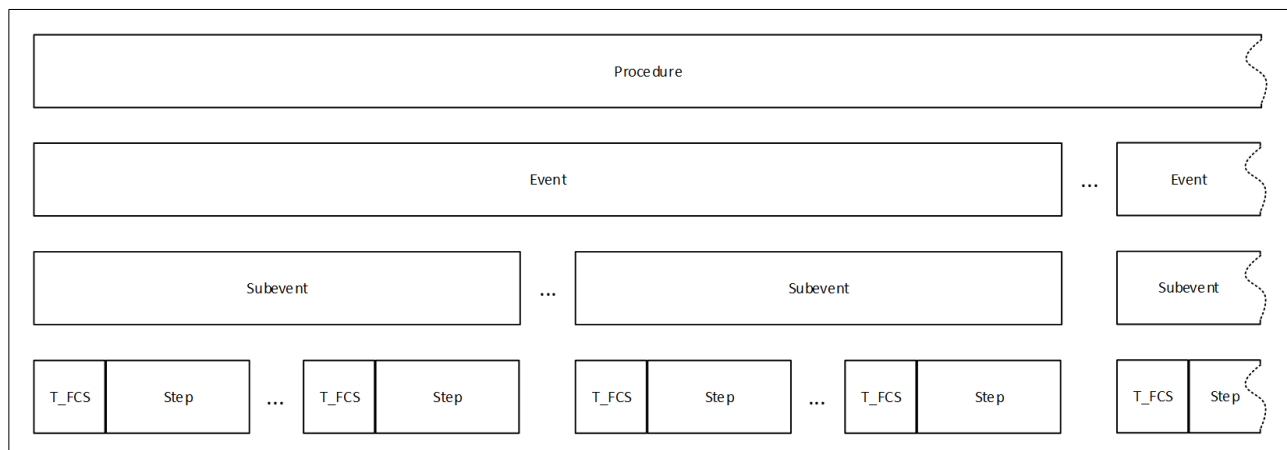 Procedure
Event ... Event
Subevent ... Subevent Subevent
T_FCS Step ... T_FCS Step T_FCS Step ... T_FCS Step T_FCS Step